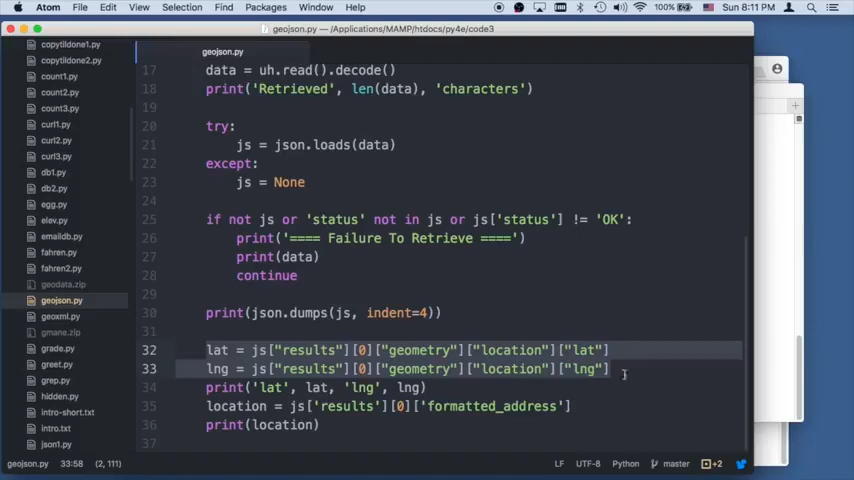 Atom File Edit View Selection Find Packages Window Help 100% Sun 8:11 PM
geojson.py — /Applications/MAMP/htdocs/py4e/code3
copytildone1.py
copytildone2.py
count1.py
count2.py
count3.py
curl1.py
curl2.py
curl3.py
db1.py
db2.py
egg.py
elev.py
emaildb.py
fahren.py
fahren2.py
geodata.zip
geojson.py
geoxml.py
gmane.zip
grade.py
greet.py
grep.py
hidden.py
intro-short.txt
intro.txt
json1.py
geojson.py
17 data = uh.read().decode()
18 print('Retrieved', len(data), 'characters')
19
20 try:
21 js = json.loads(data)
22 except:
23 js = None
24
25 if not js or 'status' not in js or js['status'] != 'OK':
26 print('==== Failure To Retrieve ====')
27 print(data)
28 continue
29
30 print(json.dumps(js, indent=4))
31
32 lat = js["results"][0]["geometry"]["location"]["lat"]
33 lng = js["results"][0]["geometry"]["location"]["lng"]
34 print('lat', lat, 'lng', lng)
35 location = js['results'][0]['formatted_address']
36 print(location)
37
geojson.py 33:58 (2, 111) LF UTF-8 Python master +2